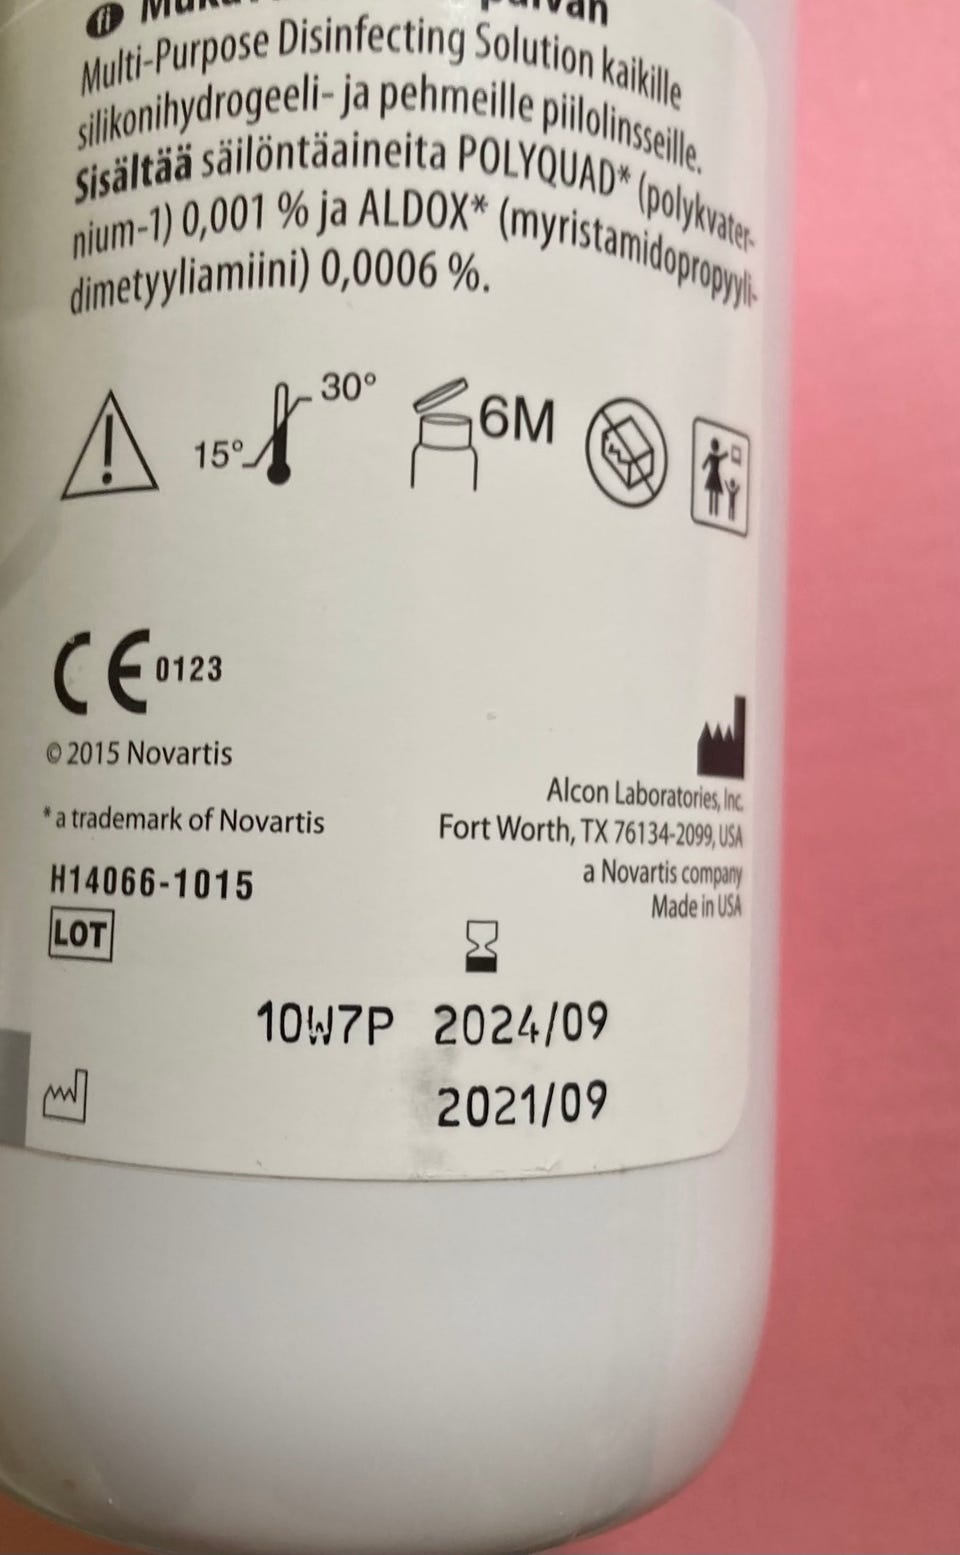 fi
Multi-Purpose Disinfecting Solution kaikille
silikonihydrogeeli- ja pehmeille piilolinsseille.
Sisältää säilöntäaineita POLYQUAD* (polykvater-
nium-1) 0,001 % ja ALDOX* (myristamidopropyyli-
dimetyyliamiini) 0,0006 %.
15° 30° 6M
CE 0123
© 2015 Novartis
* a trademark of Novartis
Alcon Laboratories, Inc.
Fort Worth, TX 76134-2099, USA
a Novartis company
Made in USA
H14066-1015
LOT
10W7P 2024/09
2021/09